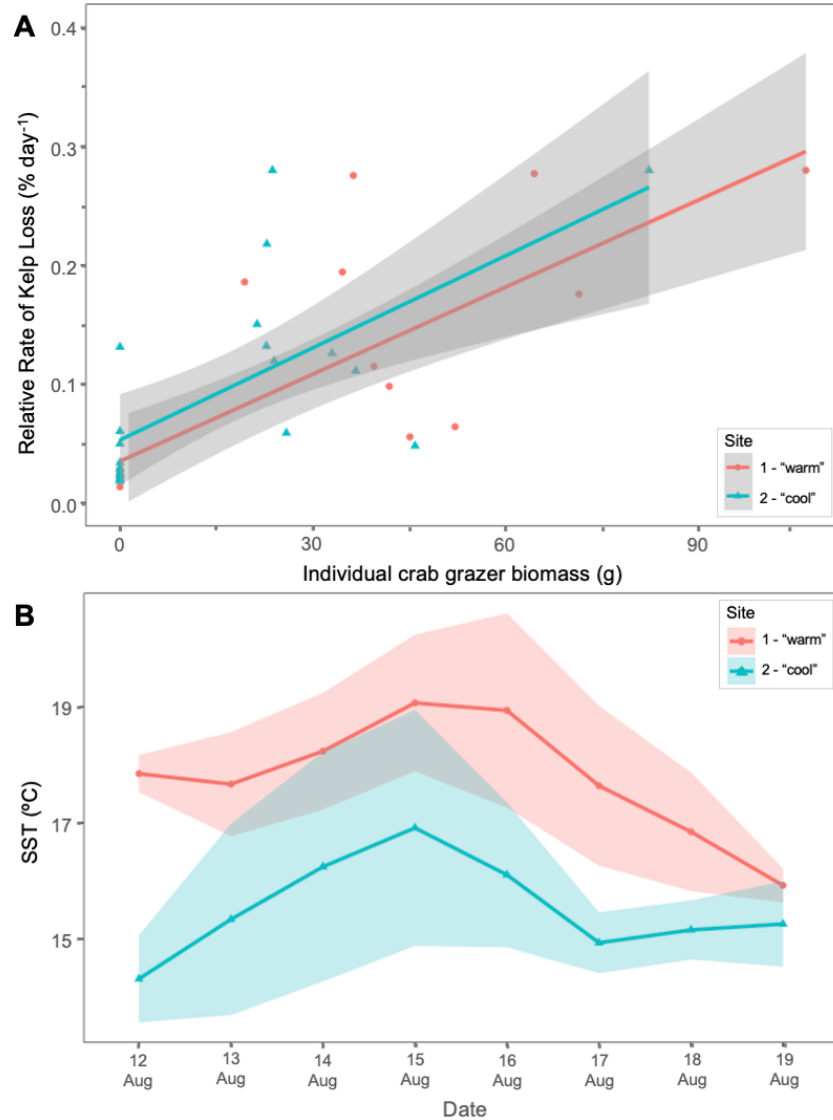 A
Relative Rate of Kelp Loss (% day-1)
0.4
0.3
0.2
0.1
0.0
0
30
60
90
Individual crab grazer biomass (g)
Site
1 - “warm”
2 - “cool”
B
SST (ºC)
19
17
15
Site
1 - “warm”
2 - “cool”
12 13 14 15 16 17 18 19
Aug Aug Aug Aug Aug Aug Aug Aug
Date